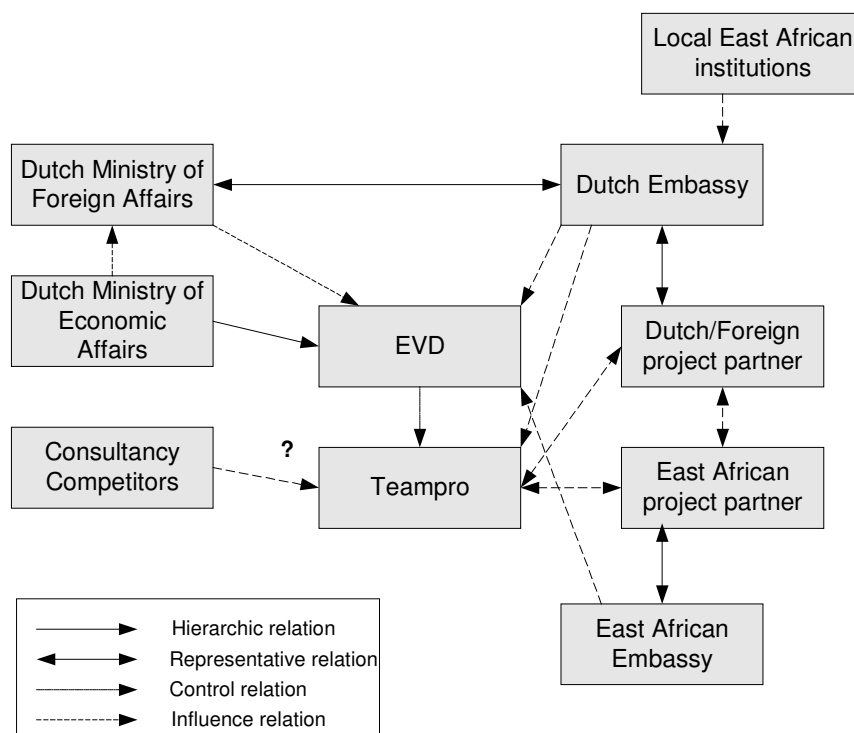 Local East African
institutions
Dutch Ministry of
Foreign Affairs
Dutch Embassy
Dutch Ministry of
Economic
Affairs
EVD
Dutch/Foreign
project partner
Consultancy
Competitors
?
Teampro
East African
project partner
East African
Embassy
Hierarchic relation
Representative relation
Control relation
Influence relation